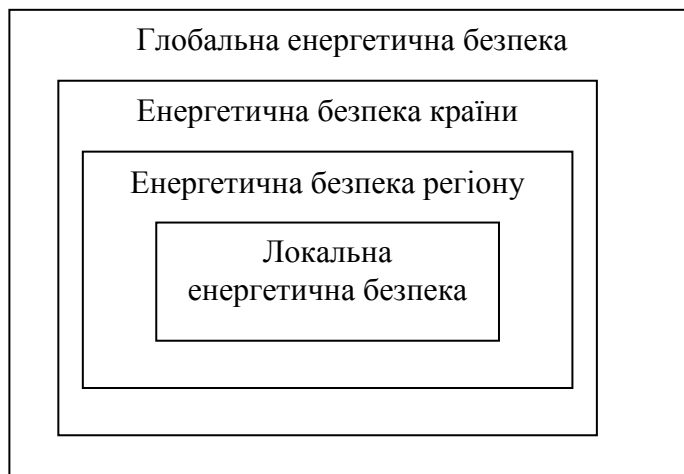 Глобальна енергетична безпека
Енергетична безпека країни
Енергетична безпека регіону
Локальна
енергетична безпека